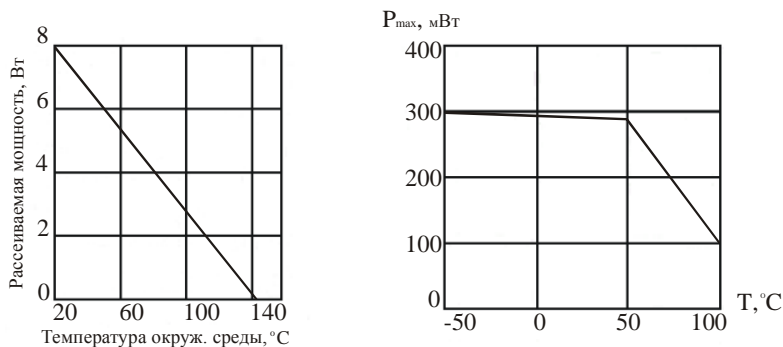 8
6
4
2
0
Рассеиваемая мощность, Вт
20 60 100 140
Температура окруж. среды, °С
Pmax, мВт
400
300
200
100
0
-50 0 50 100
T, °C